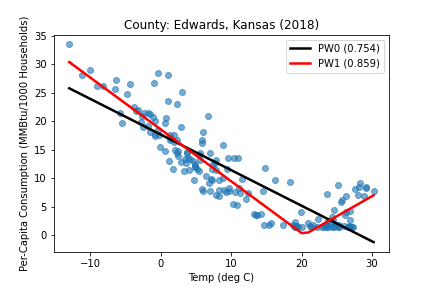 County: Edwards, Kansas (2018)
PW0 (0.754)
PW1 (0.859)
Per-Capita Consumption (MMBtu/1000 Households)
35
30
25
20
15
10
5
0
−10
0
10
20
30
Temp (deg C)